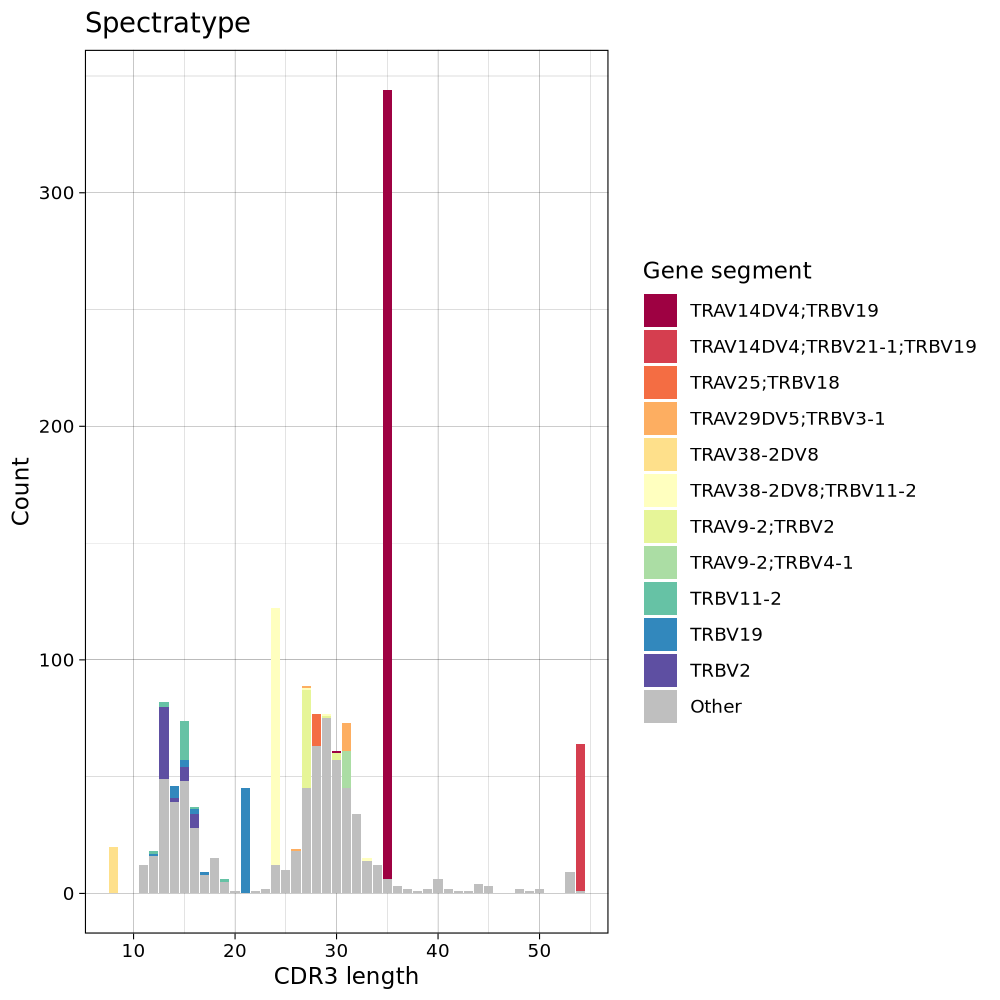 Spectratype
300
200
100
0
Count
10 20 30 40 50
CDR3 length
Gene segment
TRAV14DV4;TRBV19
TRAV14DV4;TRBV21-1;TRBV19
TRAV25;TRBV18
TRAV29DV5;TRBV3-1
TRAV38-2DV8
TRAV38-2DV8;TRBV11-2
TRAV9-2;TRBV2
TRAV9-2;TRBV4-1
TRBV11-2
TRBV19
TRBV2
Other